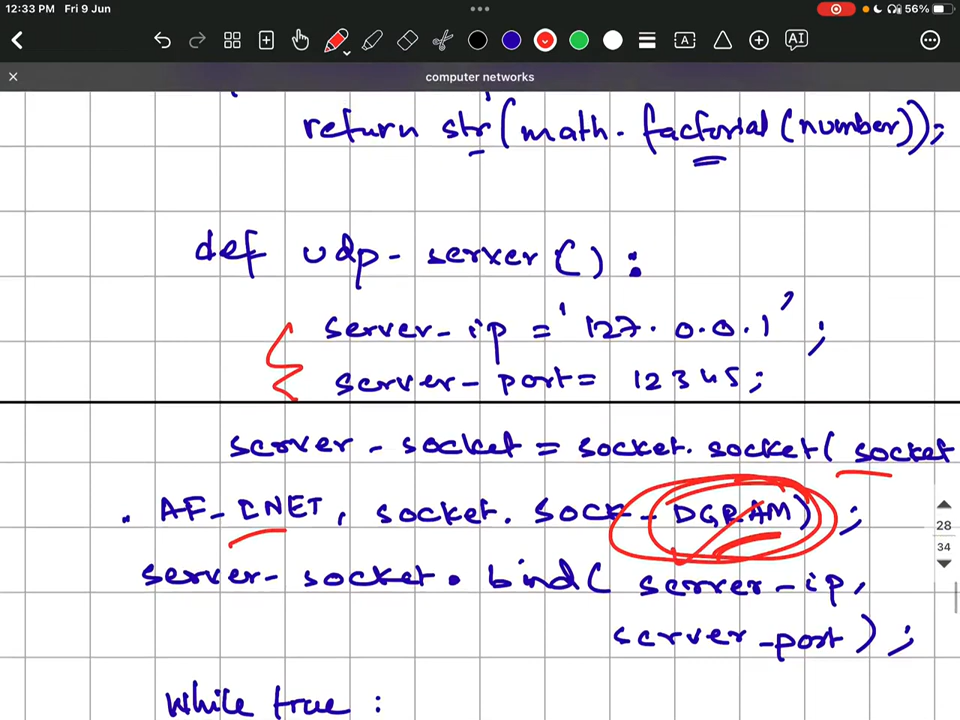 12:33 PM Fri 9 Jun
56%
A
AI
computer networks
return str(math.factorial(number));
def udp-server():
server-ip = '127.0.0.1';
server-port = 12345;
server-socket = socket.socket(socket
.AF-INET, socket.SOCK-DGRAM);
server-socket.bind(server-ip,
server-port);
While true:
28
34